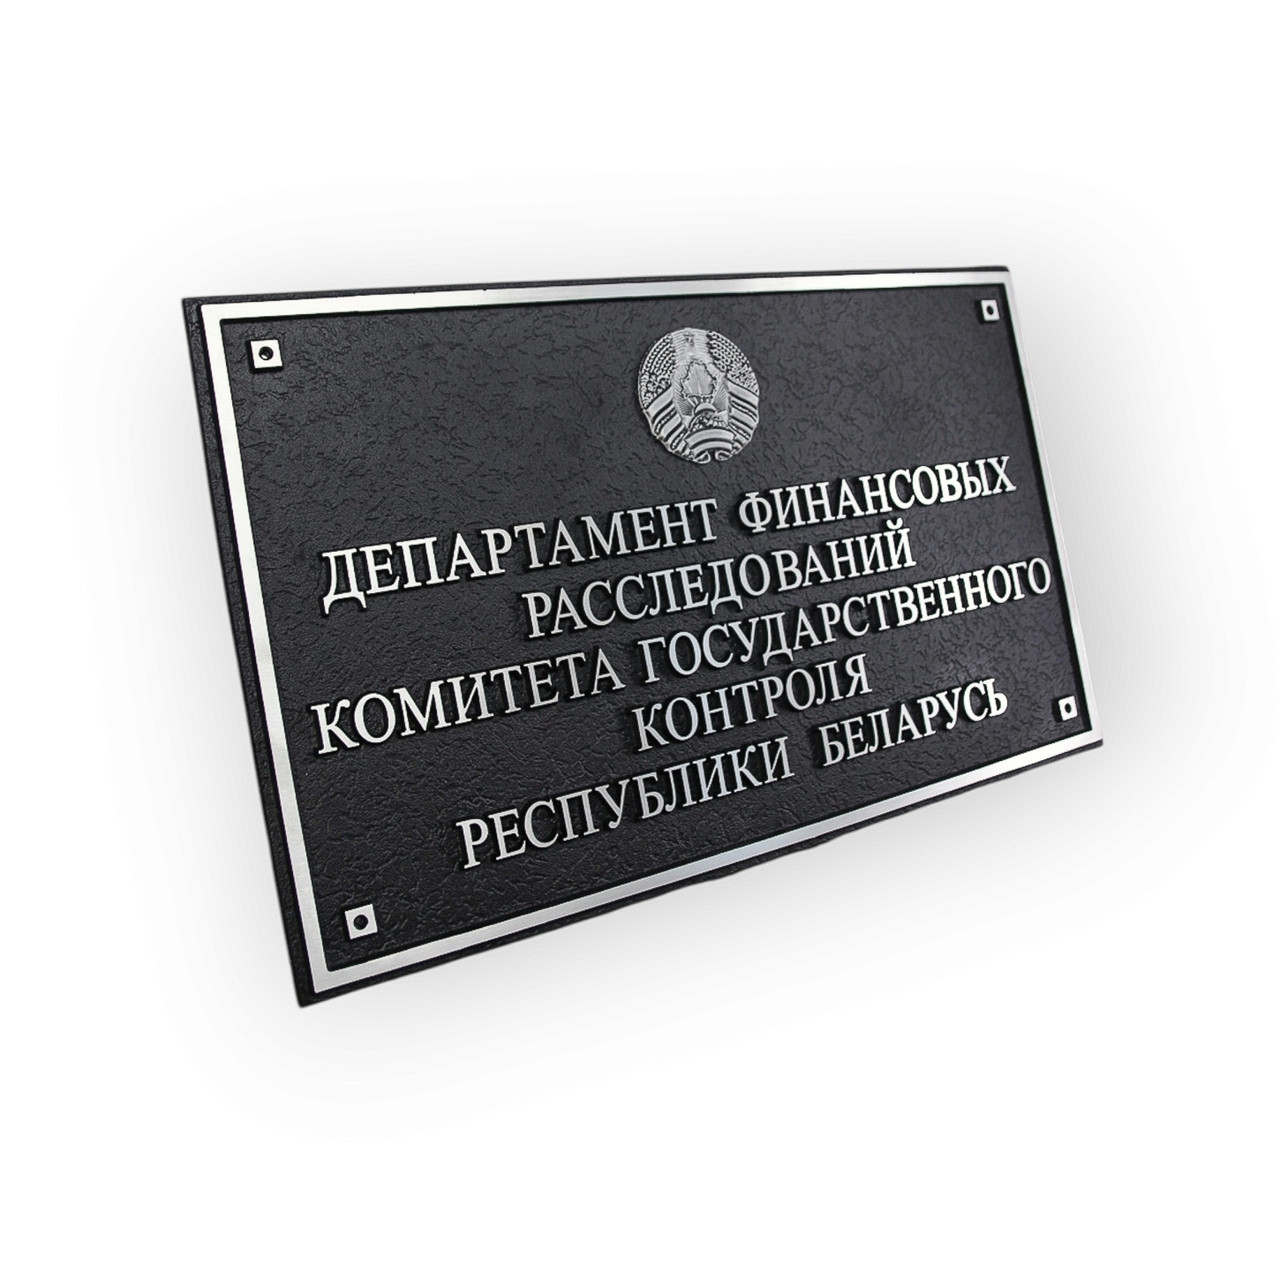 ДЕПАРТАМЕНТ ФИНАНСОВЫХ
РАССЛЕДОВАНИЙ
КОМИТЕТА ГОСУДАРСТВЕННОГО
КОНТРОЛЯ
РЕСПУБЛИКИ БЕЛАРУСЬ